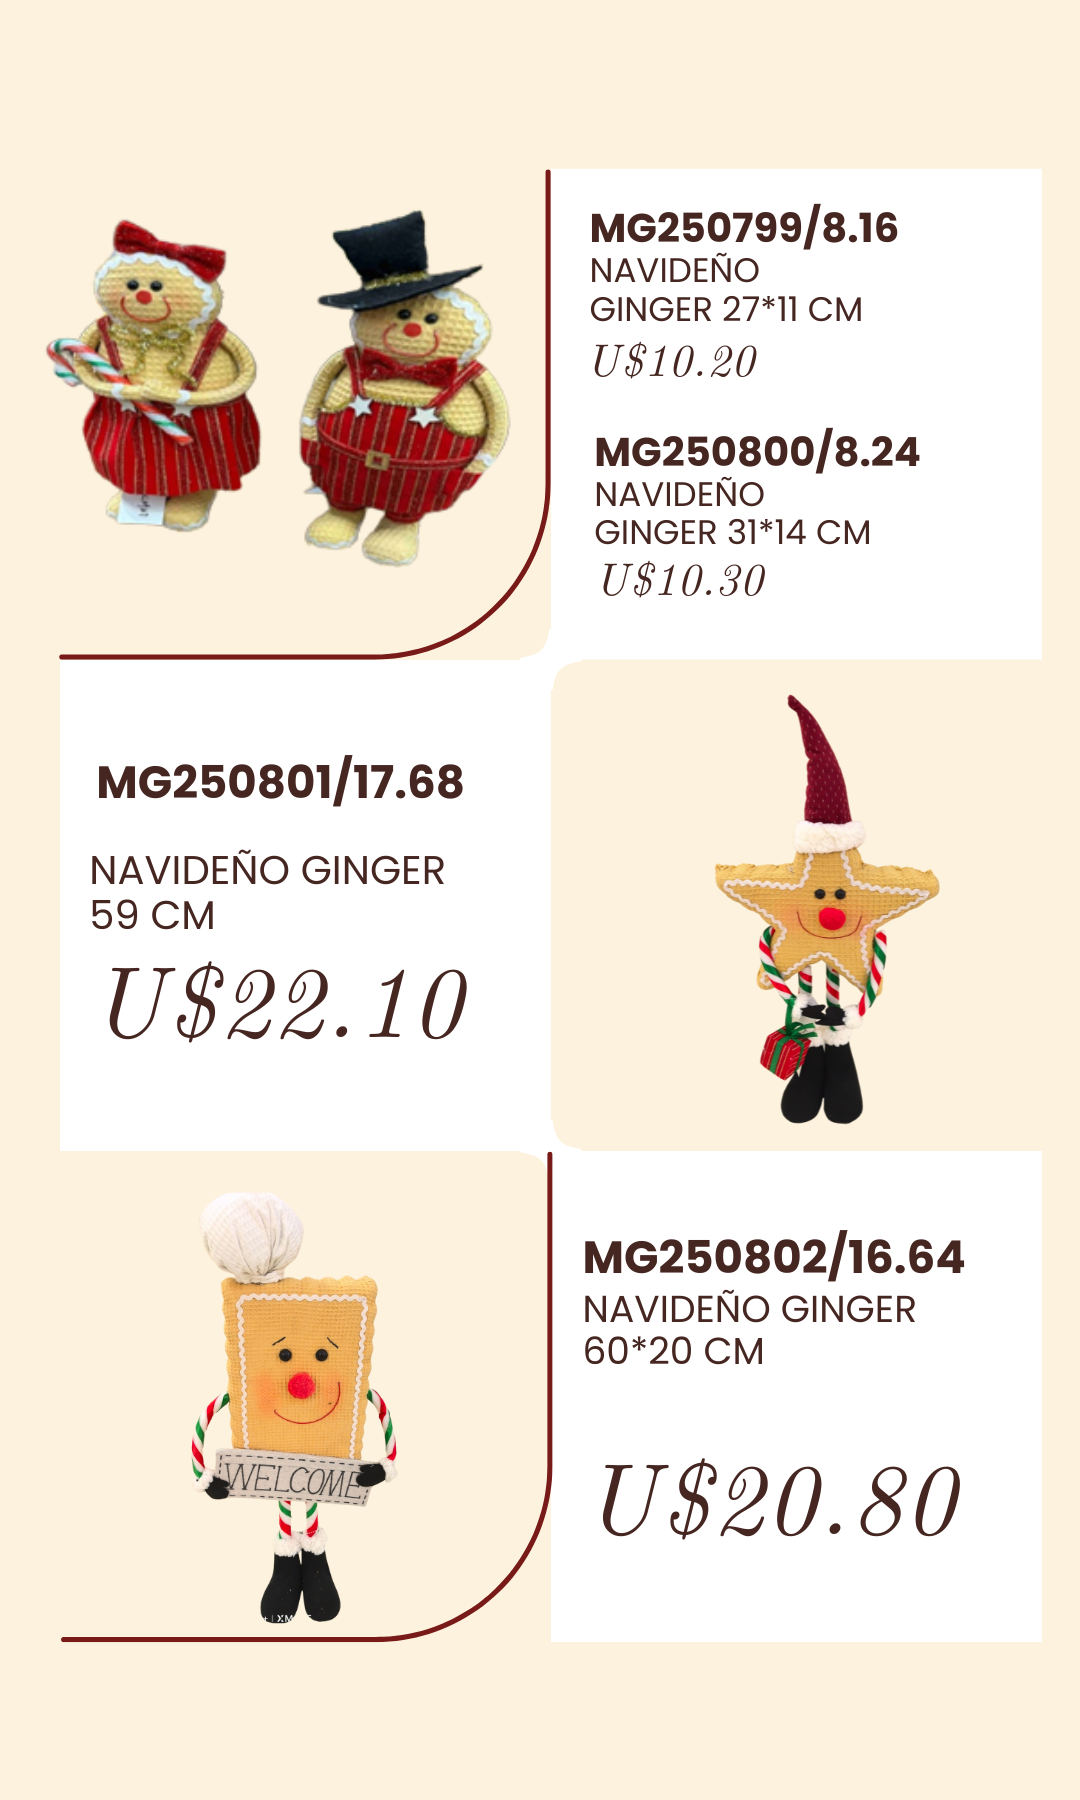 MG250799/8.16
NAVIDEÑO
GINGER 27*11 CM
U$10.20
MG250800/8.24
NAVIDEÑO
GINGER 31*14 CM
U$10.30
MG250801/17.68
NAVIDEÑO GINGER
59 CM
U$22.10
MG250802/16.64
NAVIDEÑO GINGER
60*20 CM
U$20.80
WELCOME